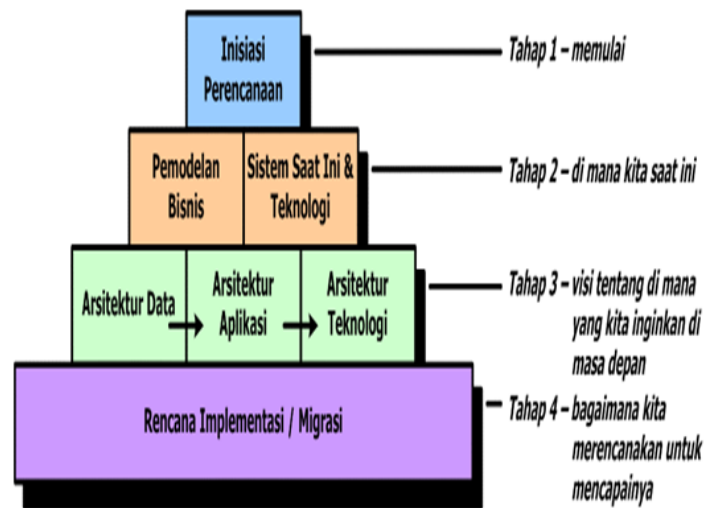 Inisiasi
Perencanaan
Tahap 1 – memulai
Pemodelan
Bisnis
Sistem Saat Ini &
Teknologi
Tahap 2 – di mana kita saat ini
Arsitektur Data
Arsitektur
Aplikasi
Arsitektur
Teknologi
Tahap 3 – visi tentang di mana
yang kita inginkan di
masa depan
Rencana Implementasi / Migrasi
Tahap 4 – bagaimana kita
merencanakan untuk
mencapainya